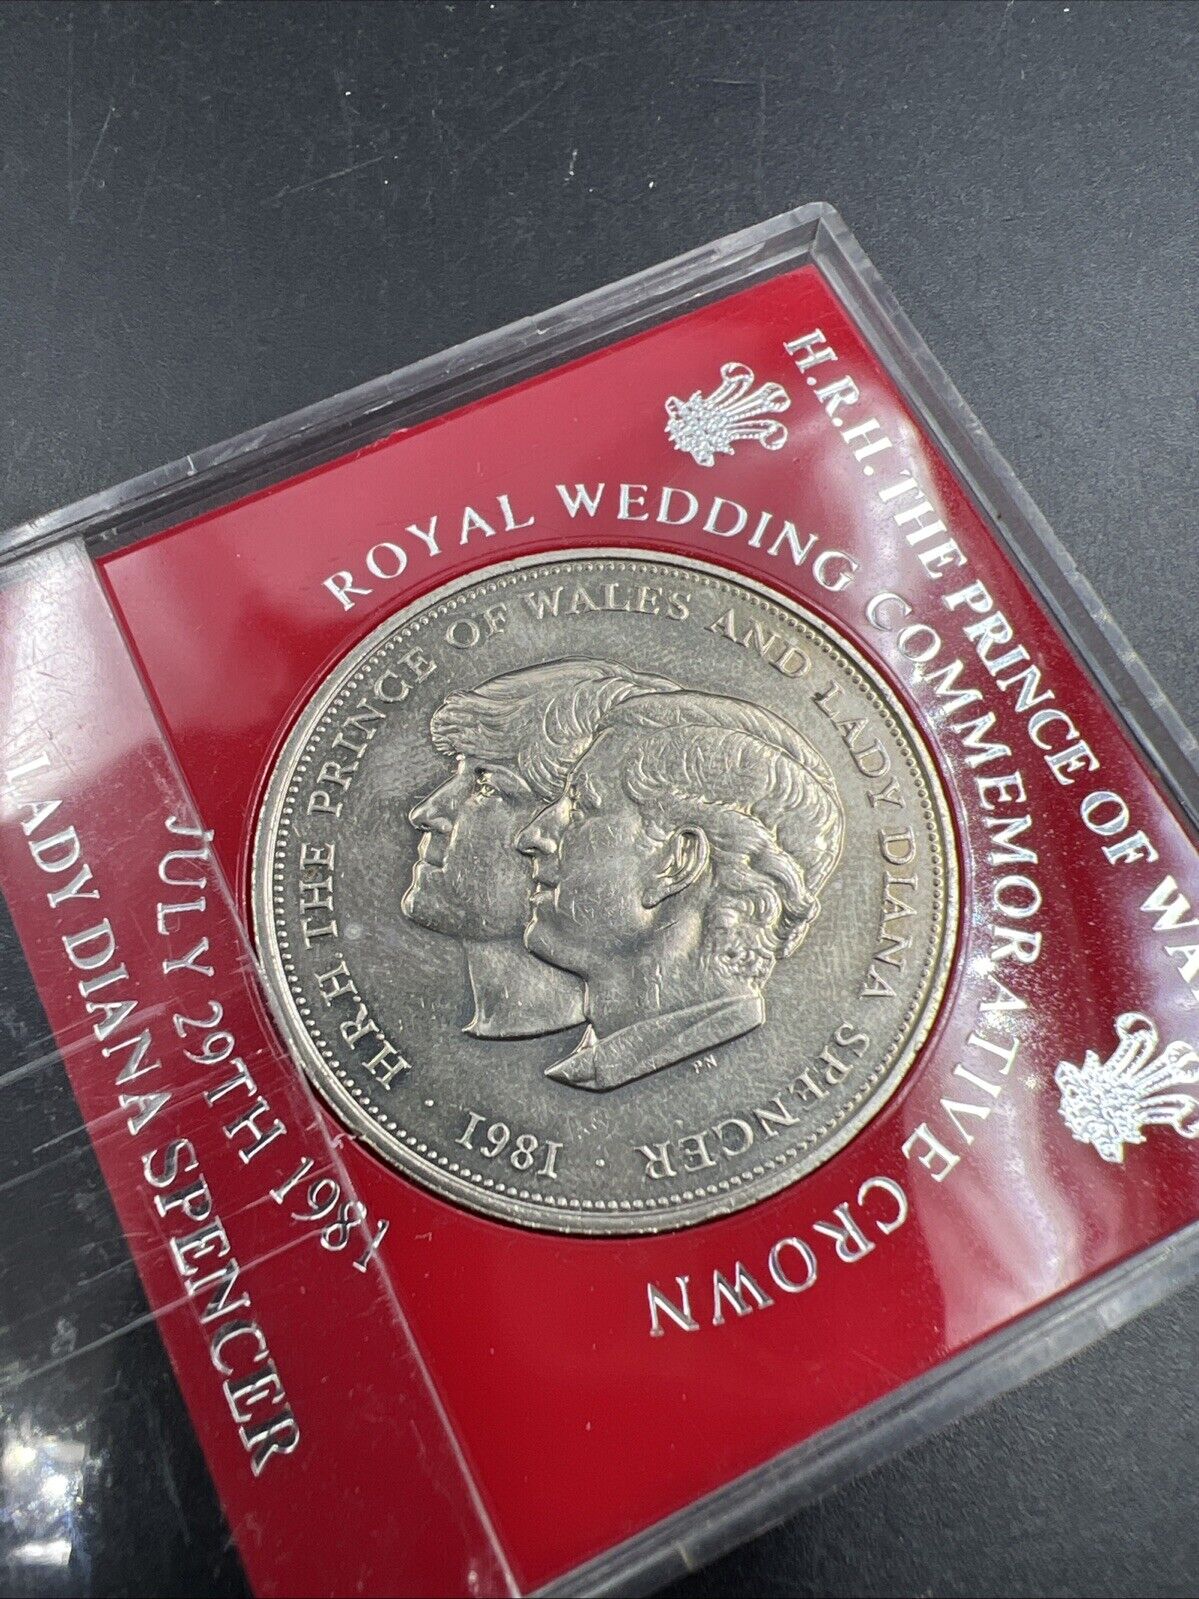 H.R.H. THE PRINCE OF WA
ROYAL WEDDING COMMEMORATIVE CROWN
H.R.H. THE PRINCE OF WALES AND LADY DIANA SPENCER · 1981 ·
PN
JULY 29TH 1981
LADY DIANA SPENCER